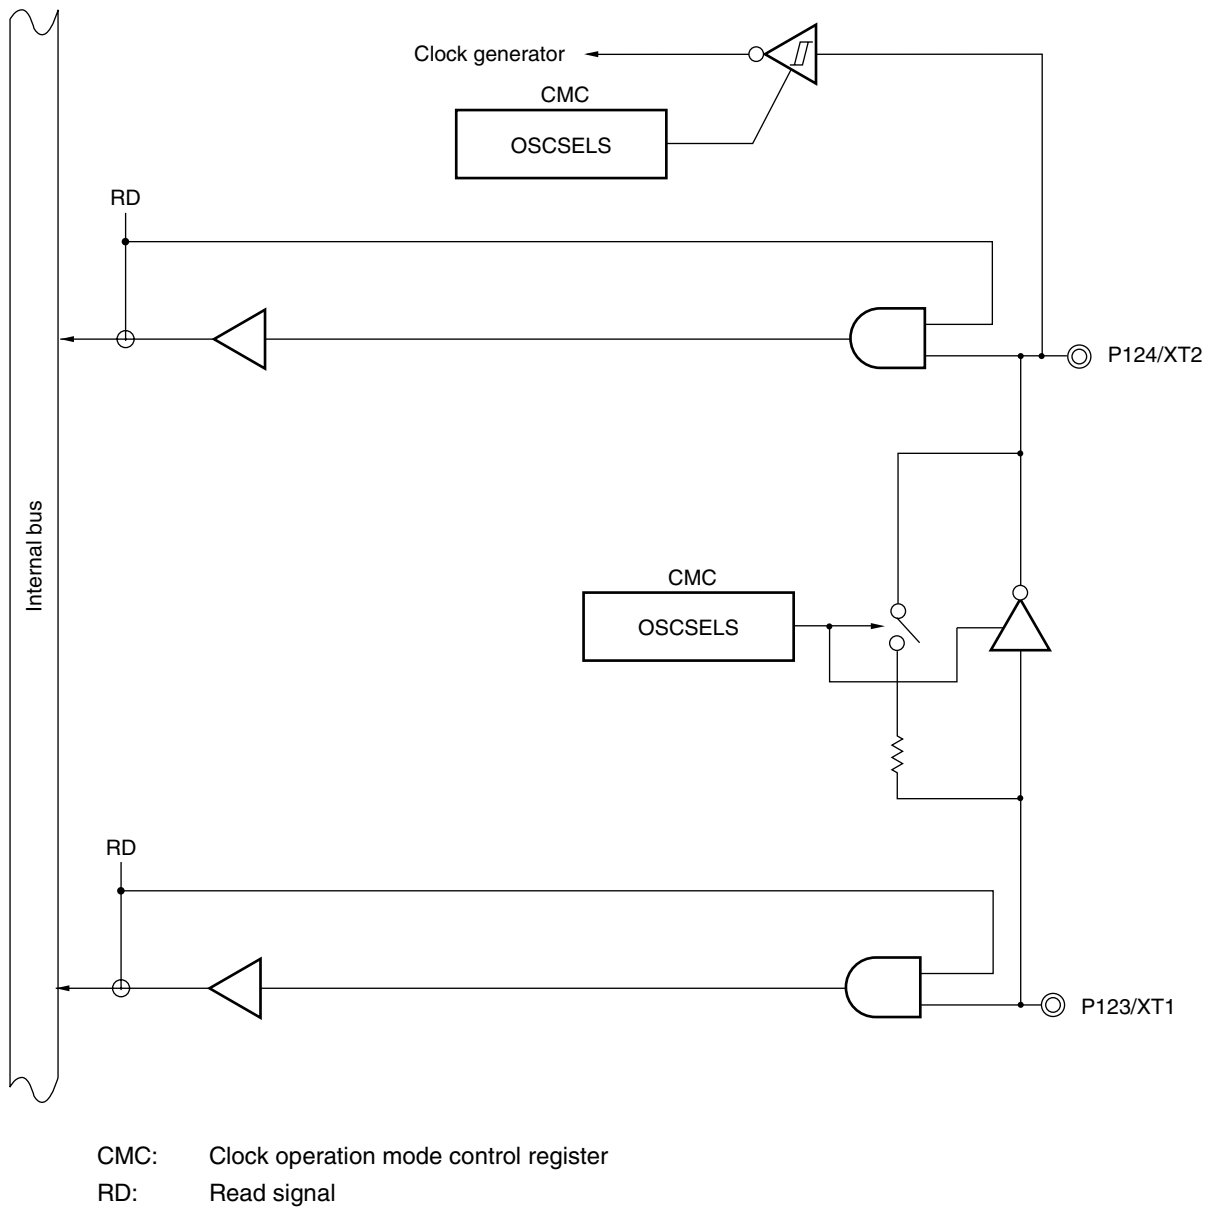 Clock generator
CMC
OSCSELS
RD
P124/XT2
Internal bus
CMC
OSCSELS
RD
P123/XT1
CMC: Clock operation mode control register
RD: Read signal